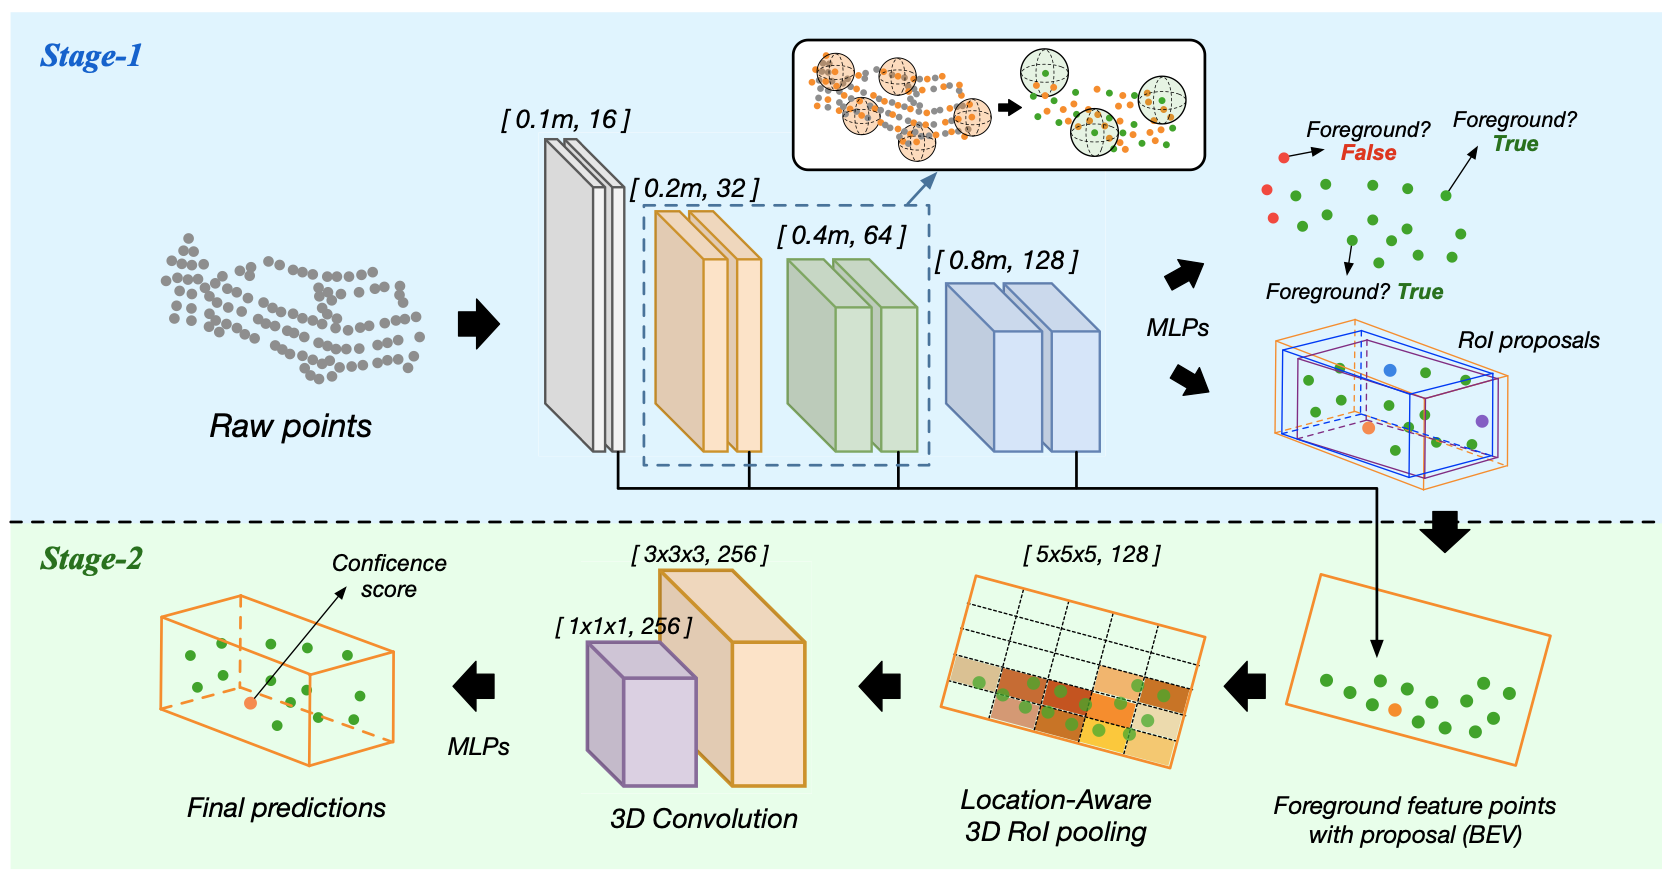 Stage-1
[ 0.1m, 16 ]
[ 0.2m, 32 ]
[ 0.4m, 64 ]
[ 0.8m, 128 ]
Raw points
MLPs
Foreground?
False
Foreground?
True
Foreground? True
RoI proposals
Stage-2
Conficence
score
[ 1x1x1, 256 ]
[ 3x3x3, 256 ]
[ 5x5x5, 128 ]
MLPs
Final predictions
3D Convolution
Location-Aware
3D RoI pooling
Foreground feature points
with proposal (BEV)